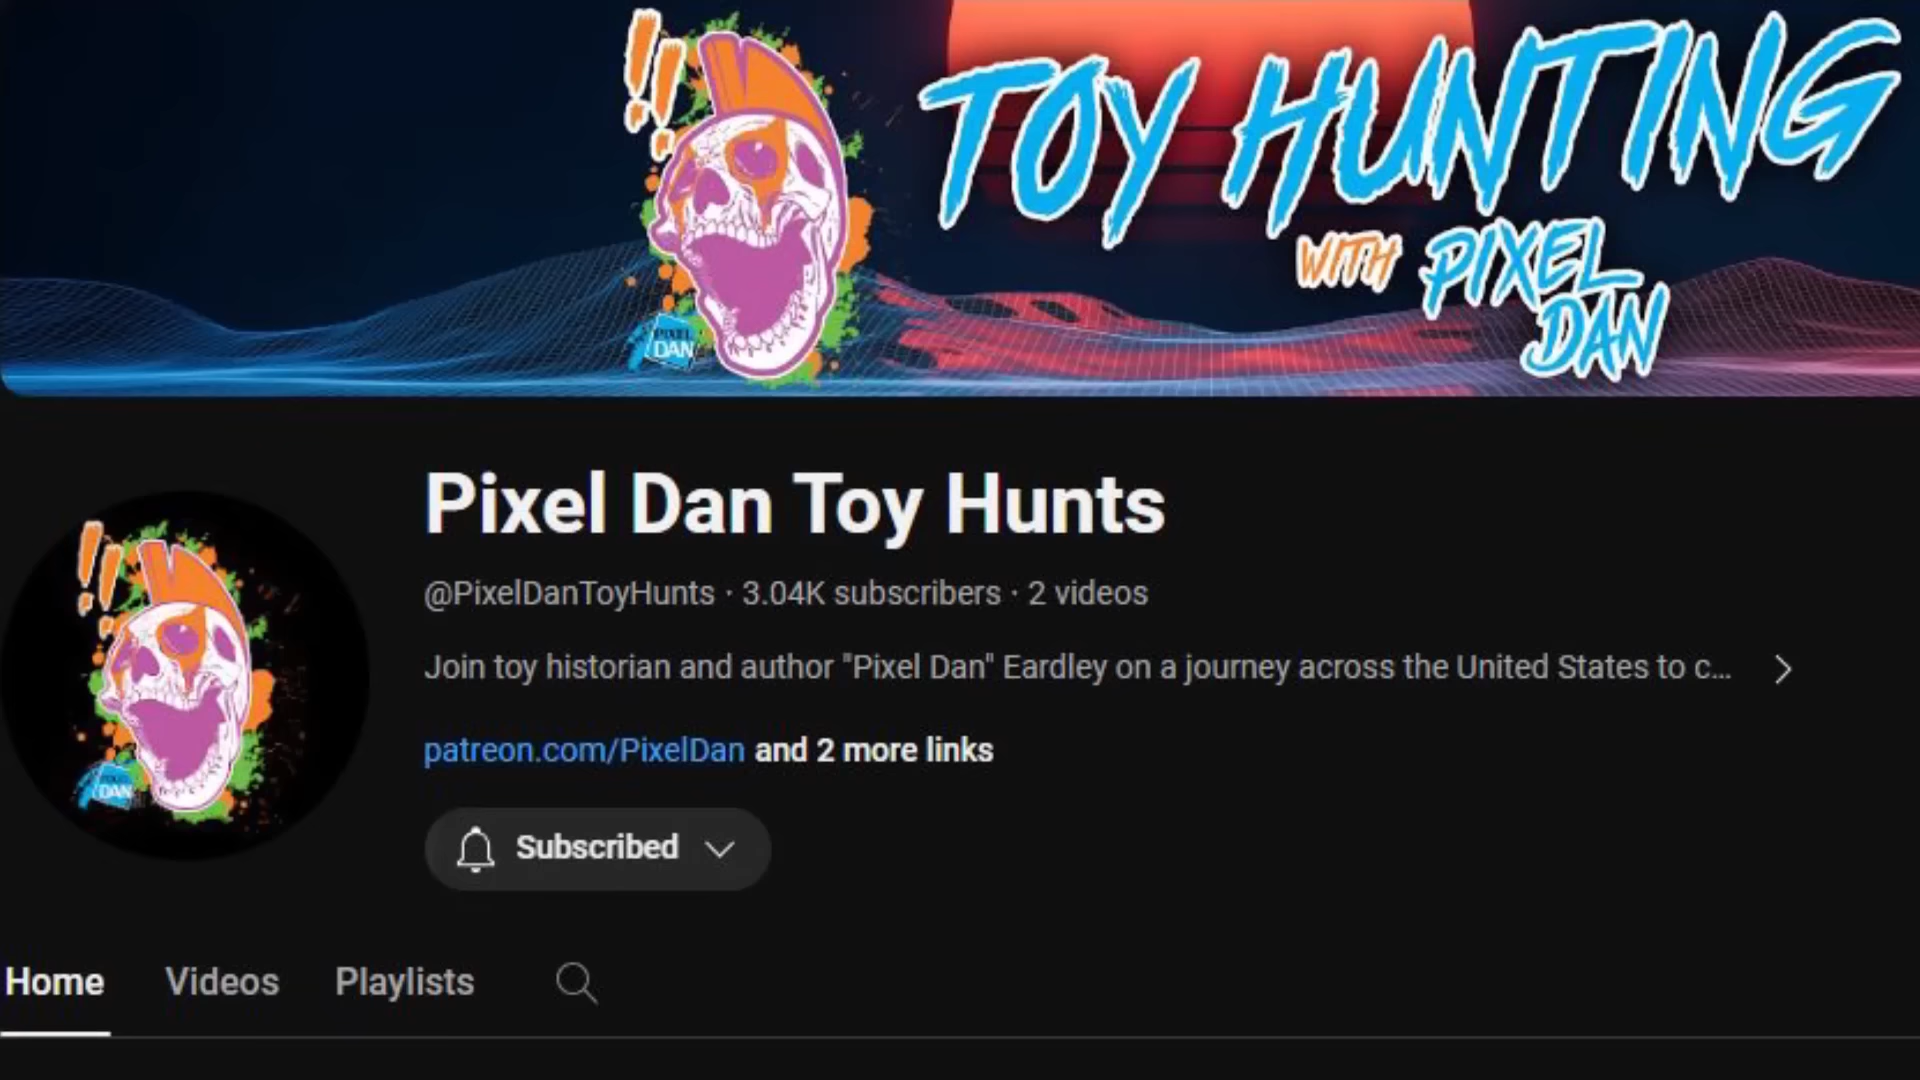 !!
TOY HUNTING
WITH PIXEL
DAN
PIXEL
DAN
Pixel Dan Toy Hunts
@PixelDanToyHunts · 3.04K subscribers · 2 videos
Join toy historian and author "Pixel Dan" Eardley on a journey across the United States to c...
patreon.com/PixelDan and 2 more links
!!
PIXEL
DAN
Subscribed
Home Videos Playlists